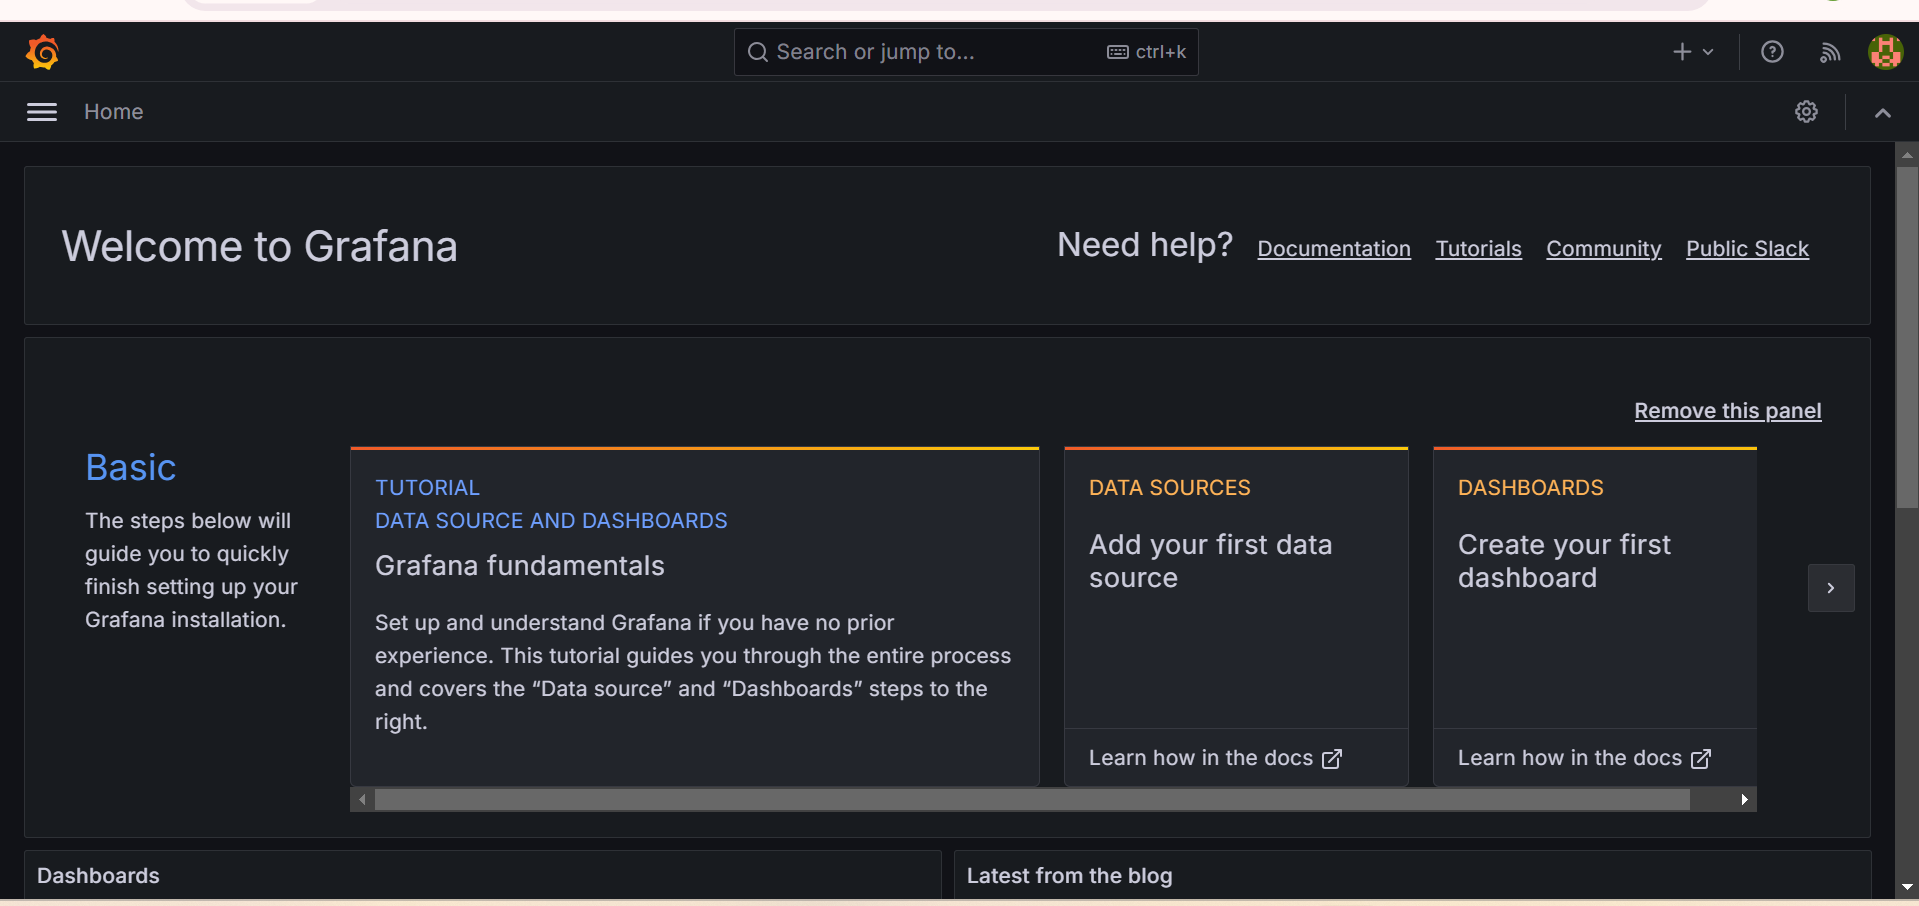 Search or jump to...
ctrl+k
Home
Welcome to Grafana
Need help?
Documentation
Tutorials
Community
Public Slack
Remove this panel
Basic
The steps below will
guide you to quickly
finish setting up your
Grafana installation.
TUTORIAL
DATA SOURCE AND DASHBOARDS
Grafana fundamentals
Set up and understand Grafana if you have no prior
experience. This tutorial guides you through the entire process
and covers the “Data source” and “Dashboards” steps to the
right.
DATA SOURCES
Add your first data
source
Learn how in the docs
DASHBOARDS
Create your first
dashboard
Learn how in the docs
Dashboards
Latest from the blog